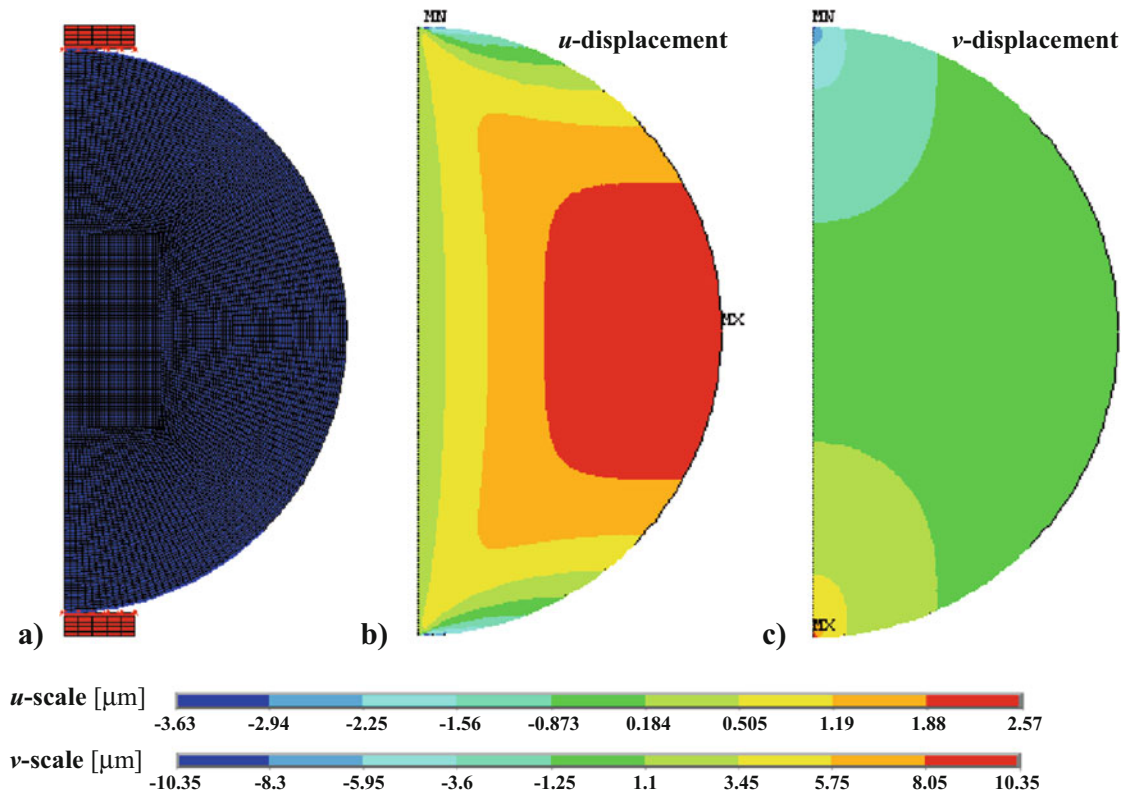 MN
MN
u-displacement
v-displacement
MX
MX
a)
b)
c)
u-scale [μm]
-3.63 -2.94 -2.25 -1.56 -0.873 0.184 0.505 1.19 1.88 2.57
v-scale [μm]
-10.35 -8.3 -5.95 -3.6 -1.25 1.1 3.45 5.75 8.05 10.35